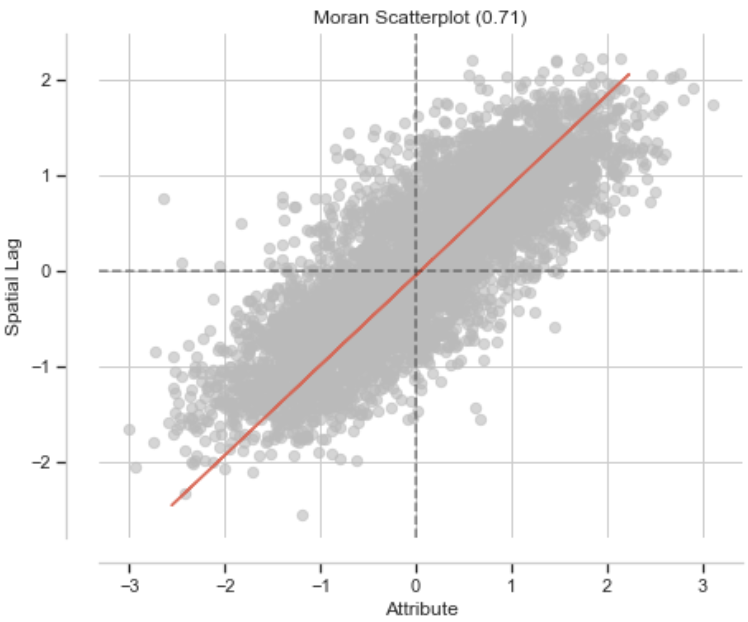 Moran Scatterplot (0.71)
2
1
0
−1
−2
Spatial Lag
−3 −2 −1 0 1 2 3
Attribute